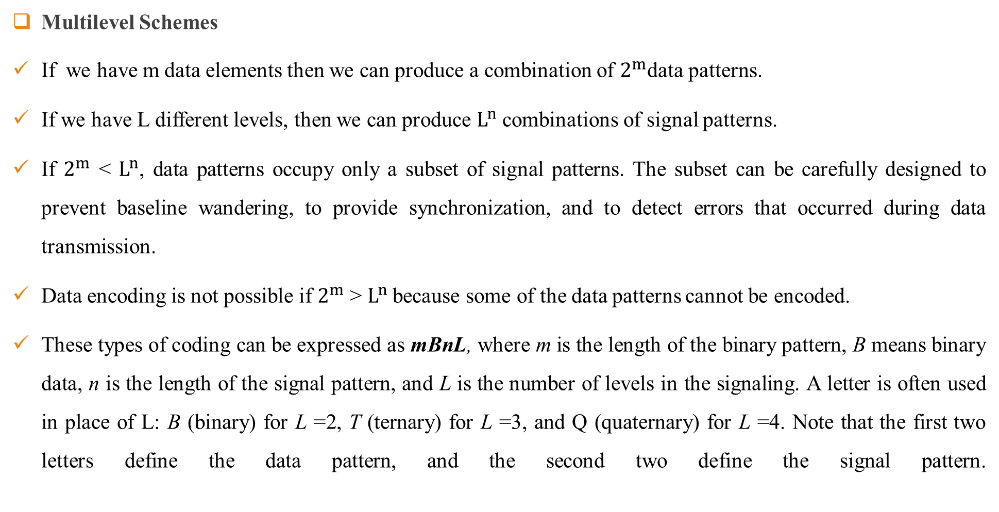 Multilevel Schemes
If we have m data elements then we can produce a combination of 2ᵐdata patterns.
If we have L different levels, then we can produce Lⁿ combinations of signal patterns.
If 2ᵐ < Lⁿ, data patterns occupy only a subset of signal patterns. The subset can be carefully designed to
prevent baseline wandering, to provide synchronization, and to detect errors that occurred during data
transmission.
Data encoding is not possible if 2ᵐ > Lⁿ because some of the data patterns cannot be encoded.
These types of coding can be expressed as mBnL, where m is the length of the binary pattern, B means binary
data, n is the length of the signal pattern, and L is the number of levels in the signaling. A letter is often used
in place of L: B (binary) for L =2, T (ternary) for L =3, and Q (quaternary) for L =4. Note that the first two
letters define the data pattern, and the second two define the signal pattern.